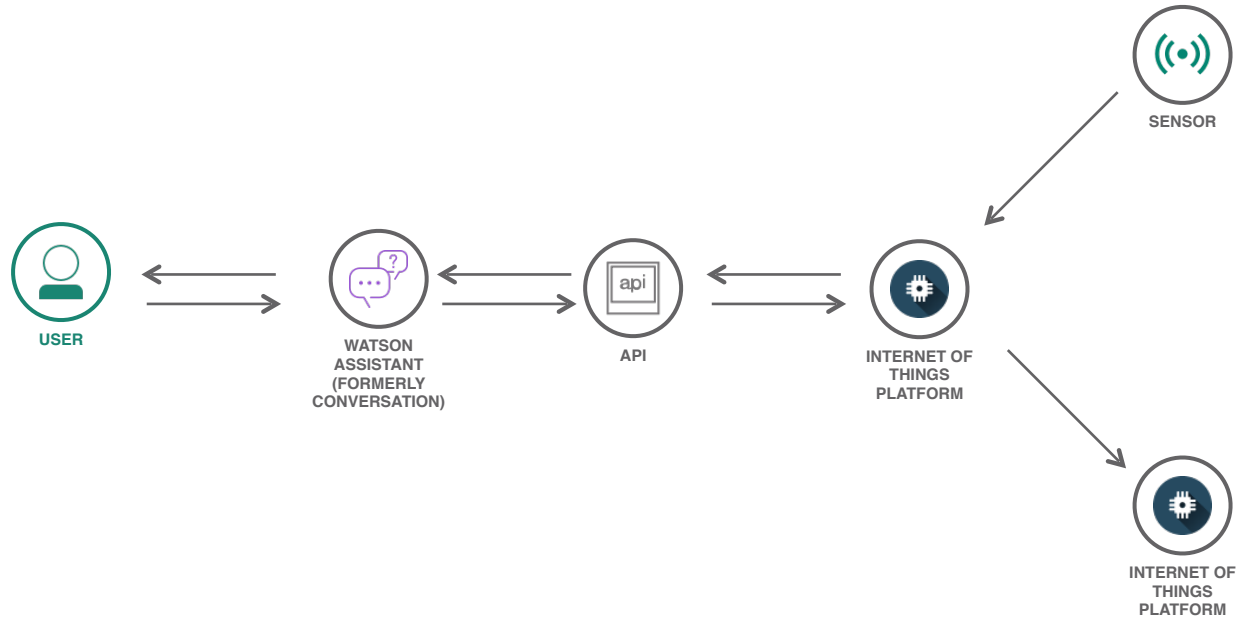 SENSOR
?
api
USER
WATSON
ASSISTANT
(FORMERLY
CONVERSATION)
API
INTERNET OF
THINGS
PLATFORM
INTERNET OF
THINGS
PLATFORM